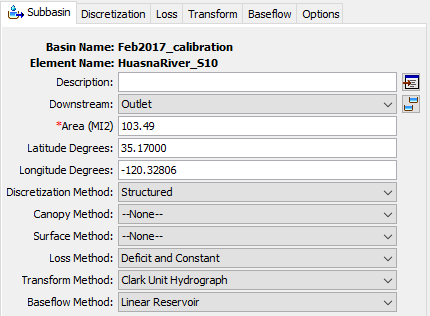 Subbasin Discretization Loss Transform Baseflow Options
Basin Name: Feb2017_calibration
Element Name: HuasnaRiver_S10
Description:
Downstream: Outlet
*Area (MI2) 103.49
Latitude Degrees: 35.17000
Longitude Degrees: -120.32806
Discretization Method: Structured
Canopy Method: --None--
Surface Method: --None--
Loss Method: Deficit and Constant
Transform Method: Clark Unit Hydrograph
Baseflow Method: Linear Reservoir